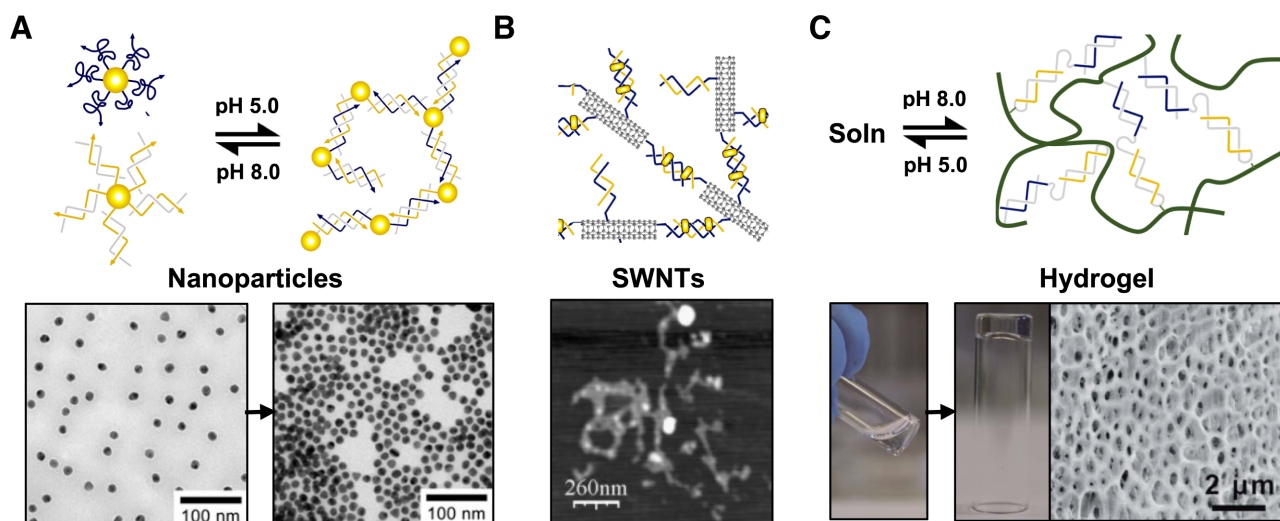 A
pH 5.0
pH 8.0
Nanoparticles
100 nm
100 nm
B
SWNTs
260nm
C
Soln
pH 8.0
pH 5.0
Hydrogel
2 μm